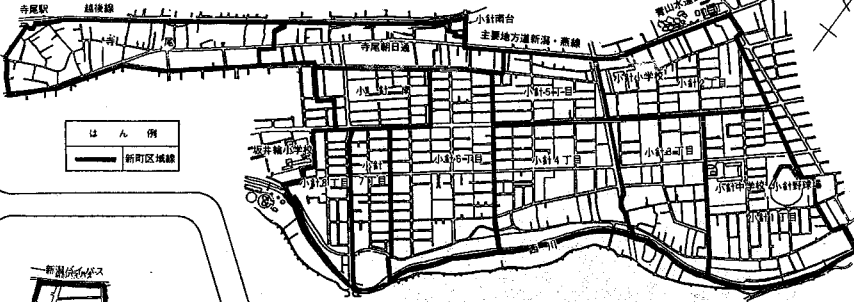 寺尾駅
越後線
小針南台
青山水道
主要地方道新潟・燕線
寺尾
寺尾朝日通
小針小学校
小針2丁目
小針5丁目
はん例
新町区域線
坂井輪小学校
小針8丁目
小針7丁目
小針6丁目
小針4丁目
小針3丁目
小針中学校
小針野球場
小針1丁目
西川
新潟バイパス